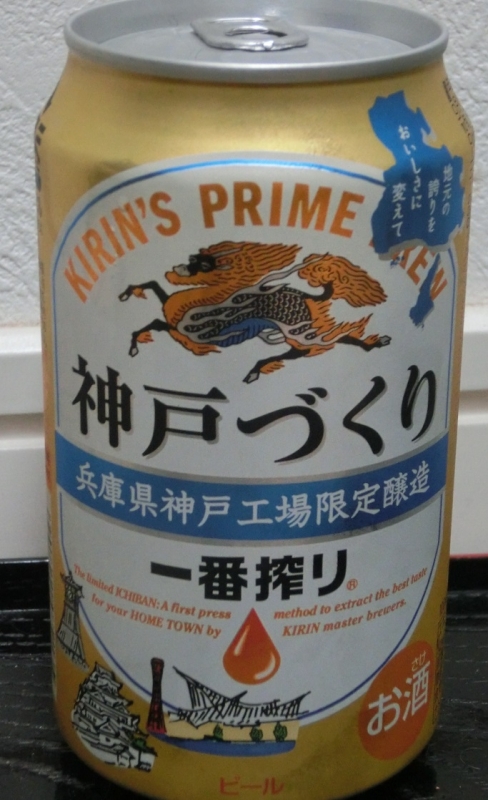 地元の
誇りを
おいしさに
変えて
KIRIN'S PRIME BREW
神戸づくり
兵庫県神戸工場限定醸造
一番搾り®
The limited ICHIBAN: A first press method to extract the best taste
for your HOME TOWN by KIRIN master brewers.
さけ
お酒
ビール